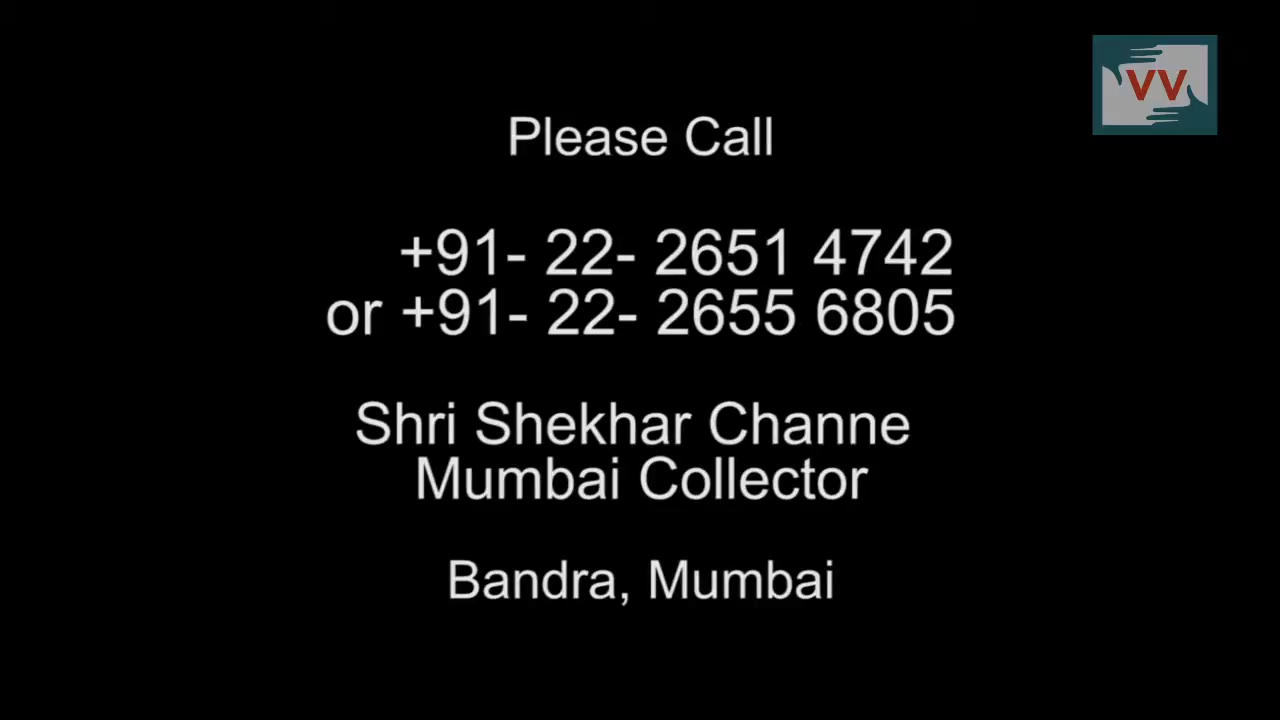 VV
Please Call
+91- 22- 2651 4742
or +91- 22- 2655 6805
Shri Shekhar Channe
Mumbai Collector
Bandra, Mumbai